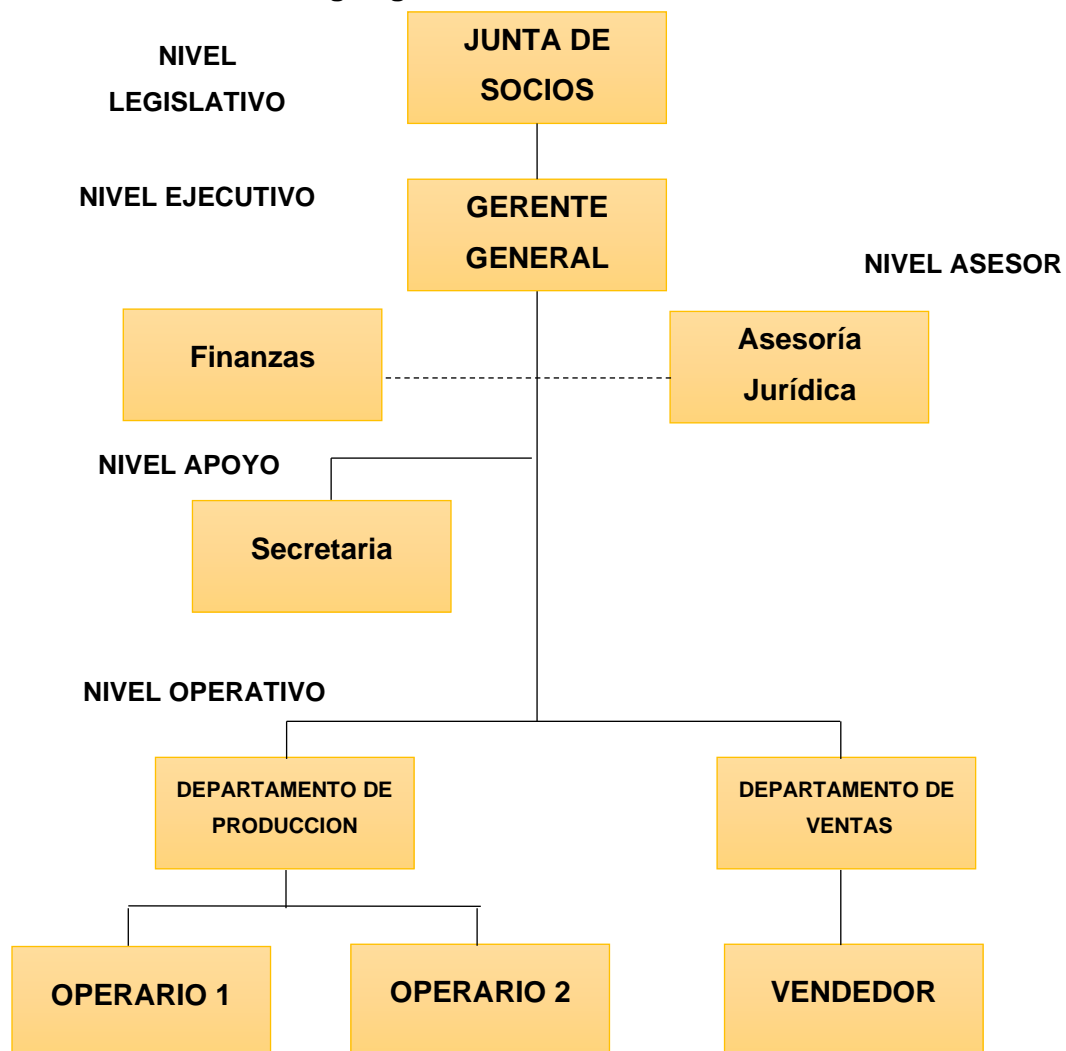 JUNTA DE
SOCIOS
NIVEL
LEGISLATIVO
NIVEL EJECUTIVO
GERENTE
GENERAL
NIVEL ASESOR
Finanzas
Asesoría
Jurídica
NIVEL APOYO
Secretaria
NIVEL OPERATIVO
DEPARTAMENTO DE
PRODUCCION
DEPARTAMENTO DE
VENTAS
OPERARIO 1
OPERARIO 2
VENDEDOR